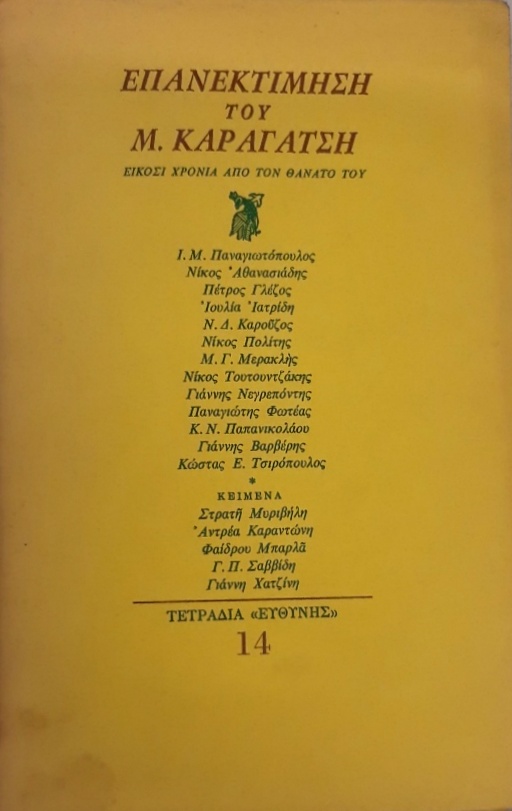 ΕΠΑΝΕΚΤΙΜΗΣΗ
ΤΟΥ
Μ. ΚΑΡΑΓΑΤΣΗ
ΕΙΚΟΣΙ ΧΡΟΝΙΑ ΑΠΟ ΤΟΝ ΘΑΝΑΤΟ ΤΟΥ
Ι. Μ. Παναγιωτόπουλος
Νίκος Ἀθανασιάδης
Πέτρος Γλέζος
Ἰουλία Ἰατρίδη
Ν. Δ. Καροῦζος
Νίκος Πολίτης
Μ. Γ. Μερακλής
Νίκος Τουτουντζάκης
Γιάννης Νεγρεπόντης
Παναγιώτης Φωτέας
Κ. Ν. Παπανικολάου
Γιάννης Βαρβέρης
Κώστας Ε. Τσιρόπουλος
*
ΚΕΙΜΕΝΑ
Στρατῆ Μυριβήλη
Ἀντρέα Καραντώνη
Φαίδρου Μπαρλᾶ
Γ. Π. Σαββίδη
Γιάννη Χατζίνη
ΤΕΤΡΑΔΙΑ «ΕΥΘΥΝΗΣ»
14